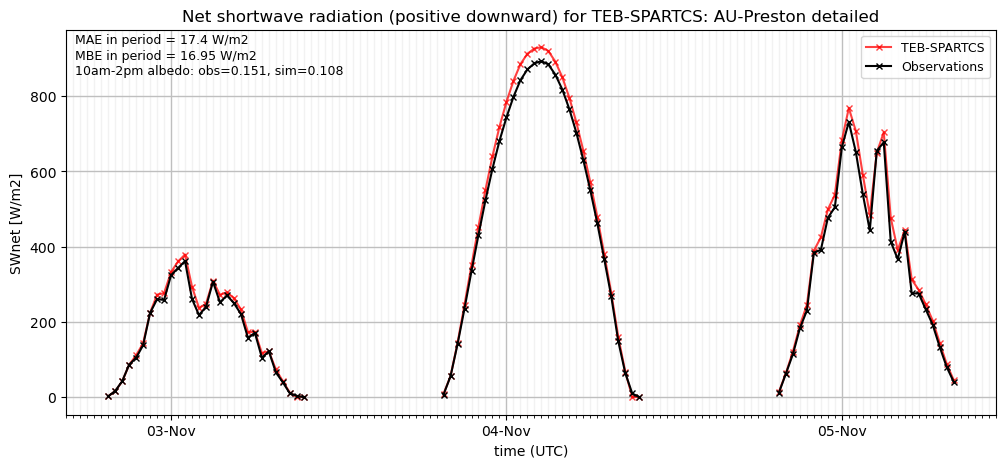 Net shortwave radiation (positive downward) for TEB-SPARTCS: AU-Preston detailed
MAE in period = 17.4 W/m2
MBE in period = 16.95 W/m2
10am-2pm albedo: obs=0.151, sim=0.108
TEB-SPARTCS
Observations
SWnet [W/m2]
800
600
400
200
0
03-Nov
04-Nov
05-Nov
time (UTC)